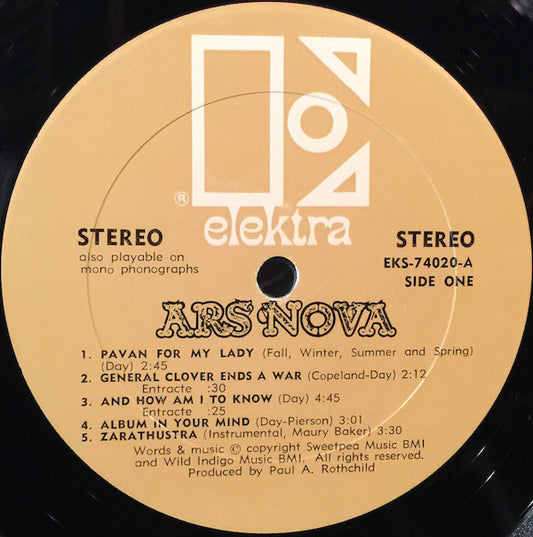 ®
elektra
STEREO
also playable on
mono phonographs
STEREO
EKS-74020-A
SIDE ONE
ARS NOVA
1. PAVAN FOR MY LADY (Fall, Winter, Summer and Spring)
(Day) 2:45
2. GENERAL CLOVER ENDS A WAR (Copeland-Day) 2:12
Entracte :30
3. AND HOW AM I TO KNOW (Day) 4:45
Entracte :25
4. ALBUM IN YOUR MIND (Day-Pierson) 3:01
5. ZARATHUSTRA (Instrumental, Maury Baker) 3:30
Words & music © copyright Sweetpea Music BMI
and Wild Indigo Music BMI. All rights reserved.
Produced by Paul A. Rothchild